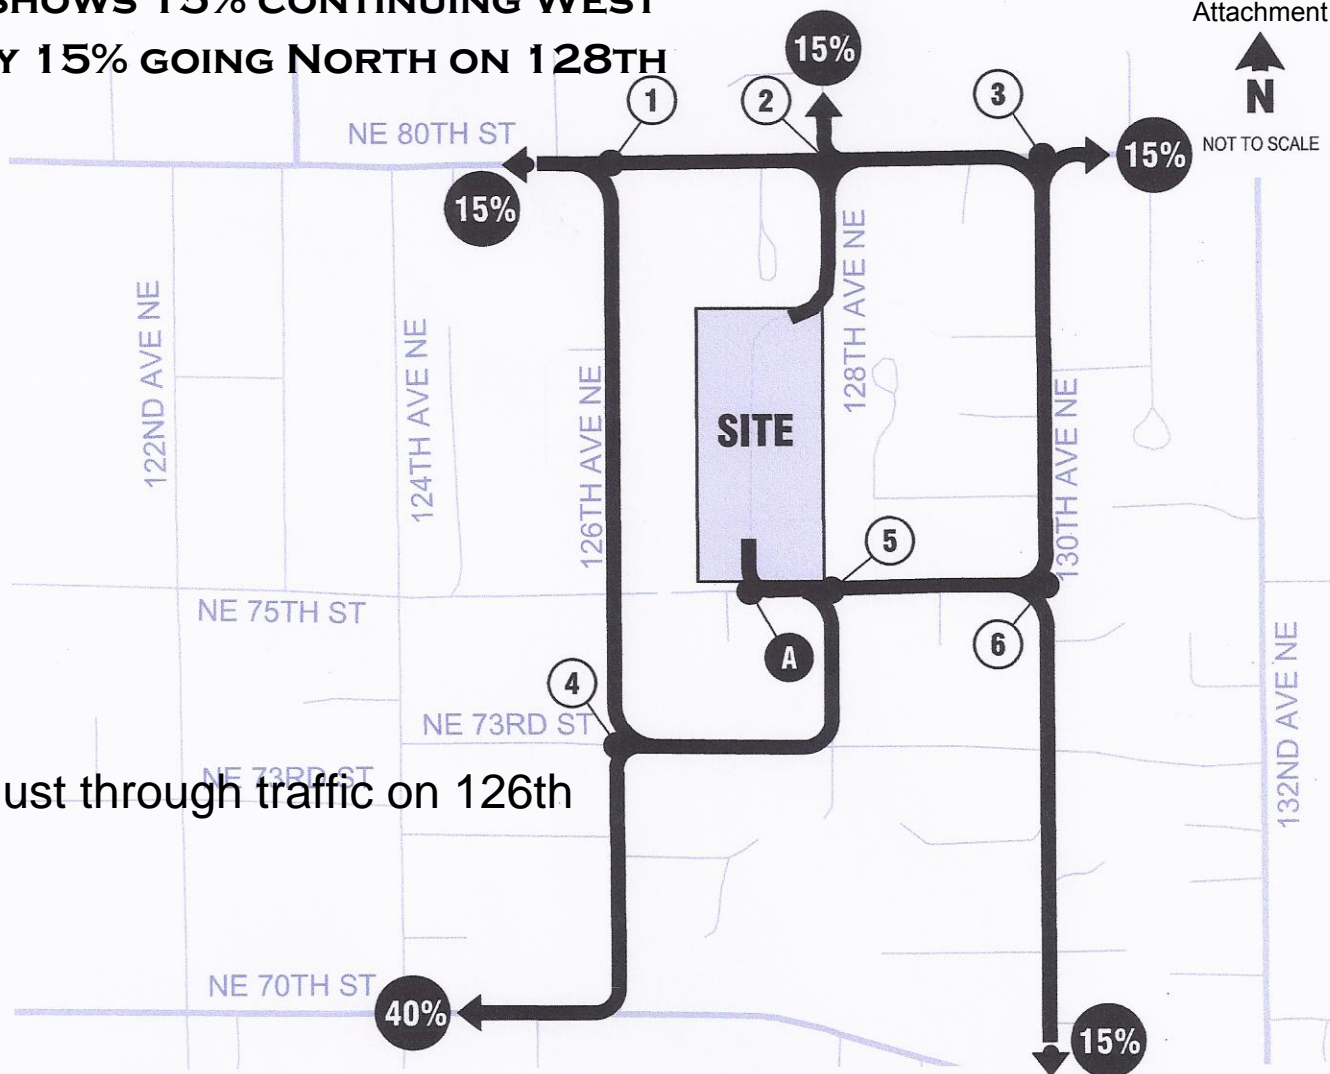 SHOWS 15% CONTINUING WEST
Y 15% GOING NORTH ON 128TH
Attachment
15%
N
NOT TO SCALE
1
2
3
NE 80TH ST
15%
15%
122ND AVE NE
124TH AVE NE
126TH AVE NE
128TH AVE NE
130TH AVE NE
132ND AVE NE
SITE
5
NE 75TH ST
A
6
4
NE 73RD ST
NE 73RD ST
ust through traffic on 126th
NE 70TH ST
40%
15%